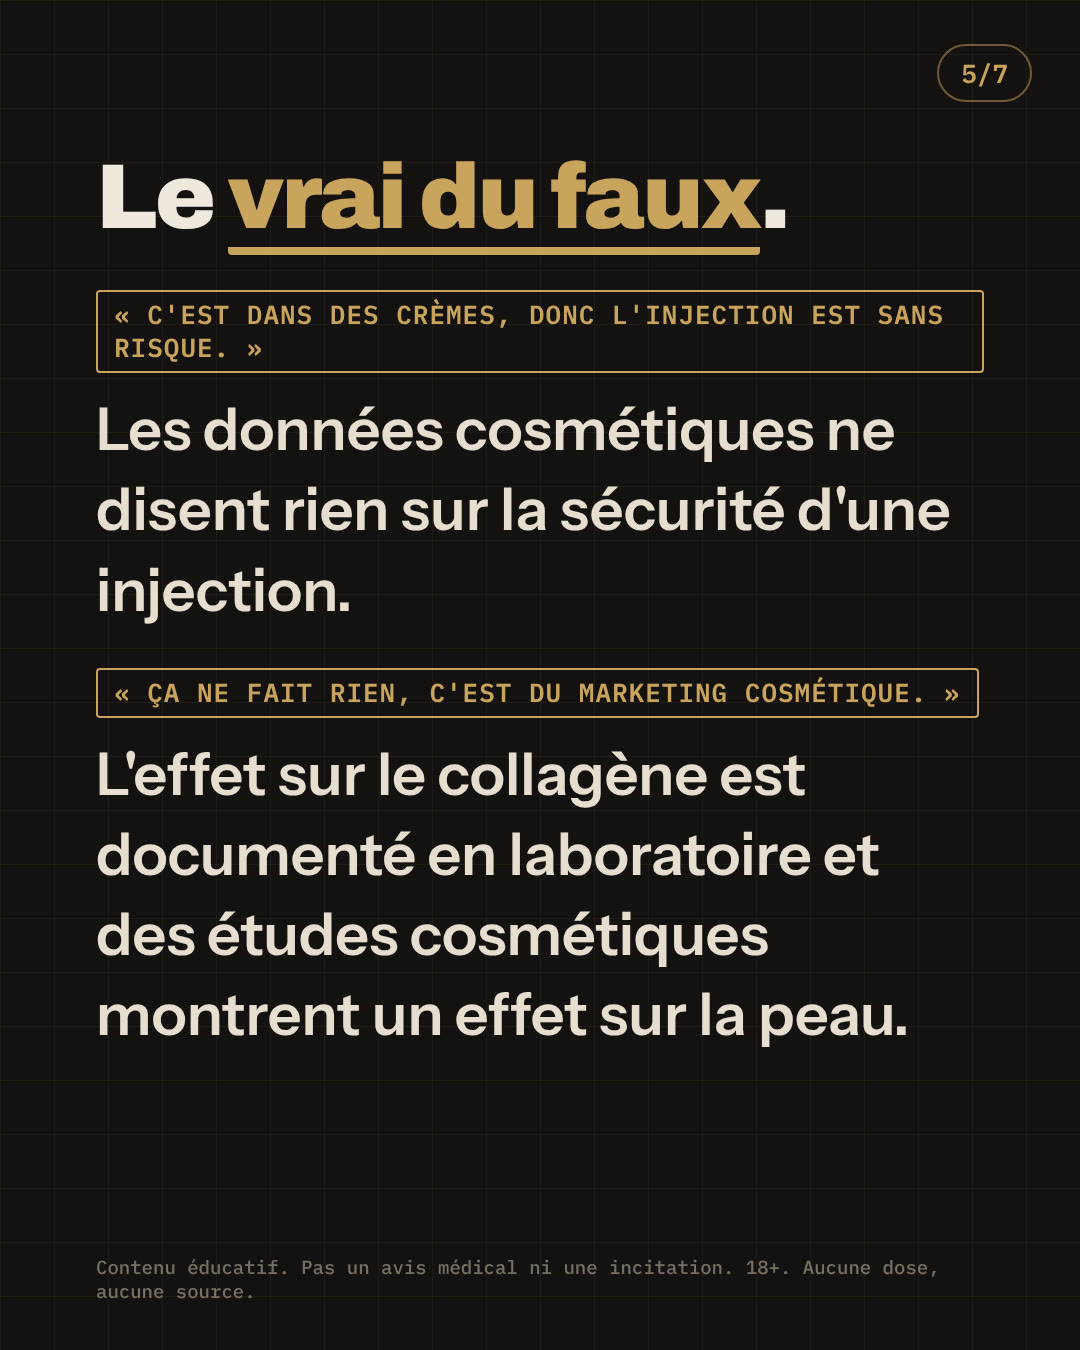 5/7
Le vrai du faux.
« C'EST DANS DES CRÈMES, DONC L'INJECTION EST SANS
RISQUE. »
Les données cosmétiques ne
disent rien sur la sécurité d'une
injection.
« ÇA NE FAIT RIEN, C'EST DU MARKETING COSMÉTIQUE. »
L'effet sur le collagène est
documenté en laboratoire et
des études cosmétiques
montrent un effet sur la peau.
Contenu éducatif. Pas un avis médical ni une incitation. 18+. Aucune dose,
aucune source.